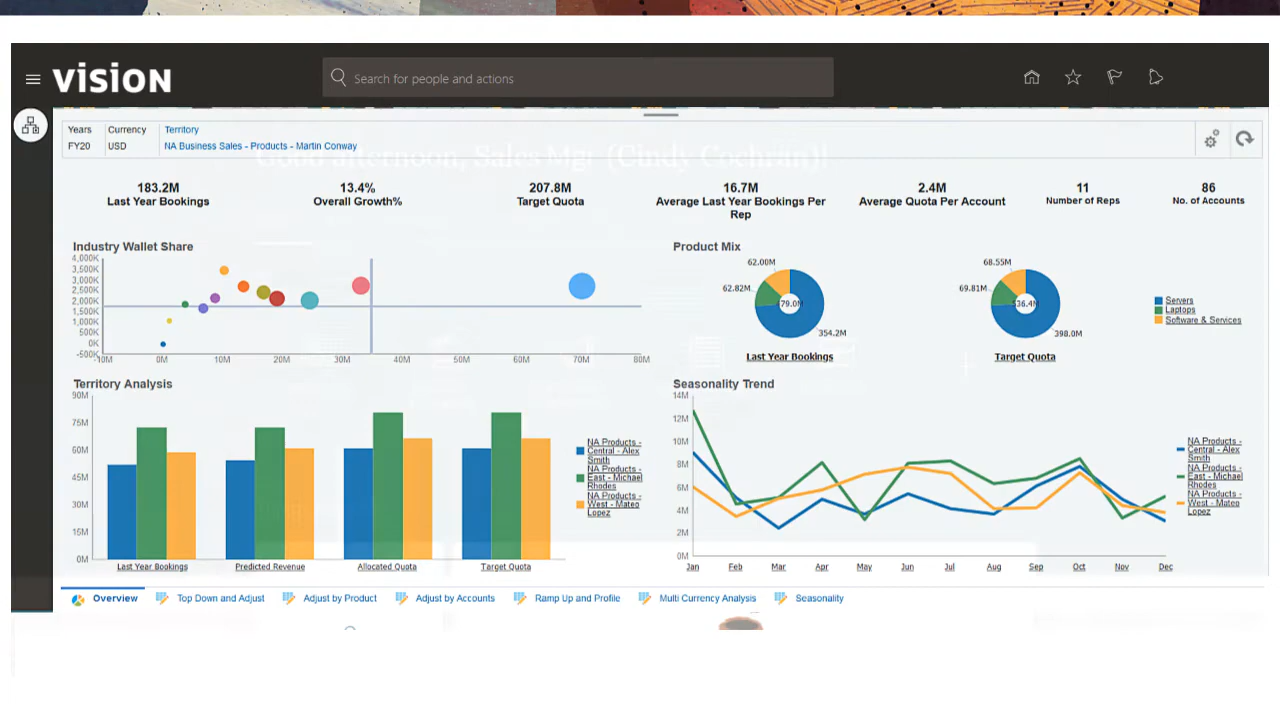 vision
Search for people and actions
Years
Currency
Territory
FY20
USD
NA Business Sales - Products - Martin Conway
Good afternoon, Sales Mgr (Cindy Cochran)!
183.2M
Last Year Bookings
13.4%
Overall Growth%
207.8M
Target Quota
16.7M
Average Last Year Bookings Per
Rep
2.4M
Average Quota Per Account
11
Number of Reps
86
No. of Accounts
Industry Wallet Share
4,000K
3,500K
3,000K
2,500K
2,000K
1,500K
1,000K
500K
0K
-500K
-10M
0M
10M
20M
30M
40M
50M
60M
70M
80M
Product Mix
62.00M
62.82M
79.0M
354.2M
Last Year Bookings
68.55M
69.81M
36.4M
398.0M
Target Quota
Servers
Laptops
Software & Services
Territory Analysis
90M
75M
60M
45M
30M
15M
0M
Last Year Bookings
Predicted Revenue
Allocated Quota
Target Quota
NA Products -
Central - Alex
Smith
NA Products -
East - Michael
Rhodes
NA Products -
West - Mateo
Lopez
Seasonality Trend
14M
12M
10M
8M
6M
4M
2M
0M
Jan
Feb
Mar
Apr
May
Jun
Jul
Aug
Sep
Oct
Nov
Dec
NA Products -
Central - Alex
Smith
NA Products -
East - Michael
Rhodes
NA Products -
West - Mateo
Lopez
Overview
Top Down and Adjust
Adjust by Product
Adjust by Accounts
Ramp Up and Profile
Multi Currency Analysis
Seasonality